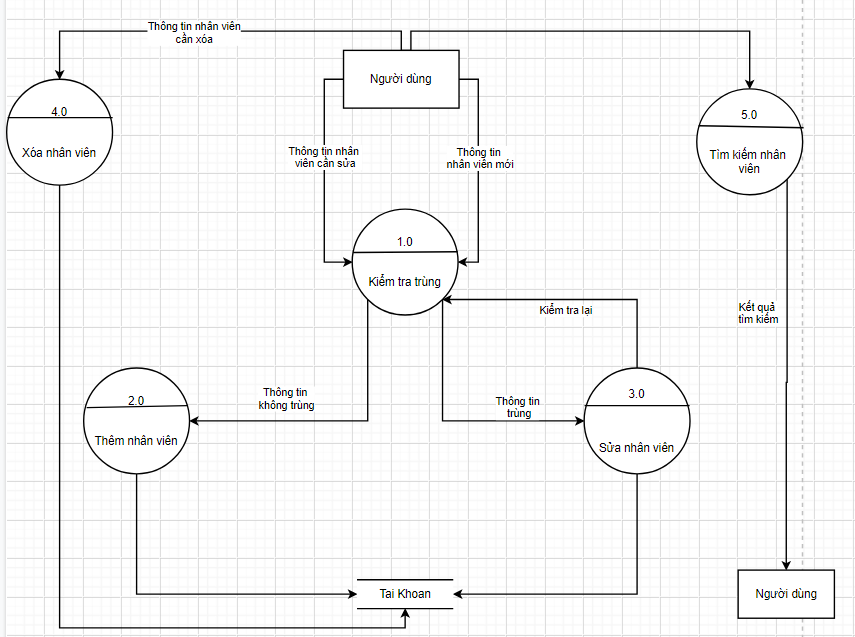 Thông tin nhân viên
cần xóa
Người dùng
4.0
Xóa nhân viên
5.0
Tìm kiếm nhân
viên
Thông tin nhân
viên cần sửa
Thông tin
nhân viên mới
1.0
Kiểm tra trùng
Kiểm tra lại
Kết quả
tìm kiếm
2.0
Thêm nhân viên
Thông tin
không trùng
Thông tin
trùng
3.0
Sửa nhân viên
Tai Khoan
Người dùng